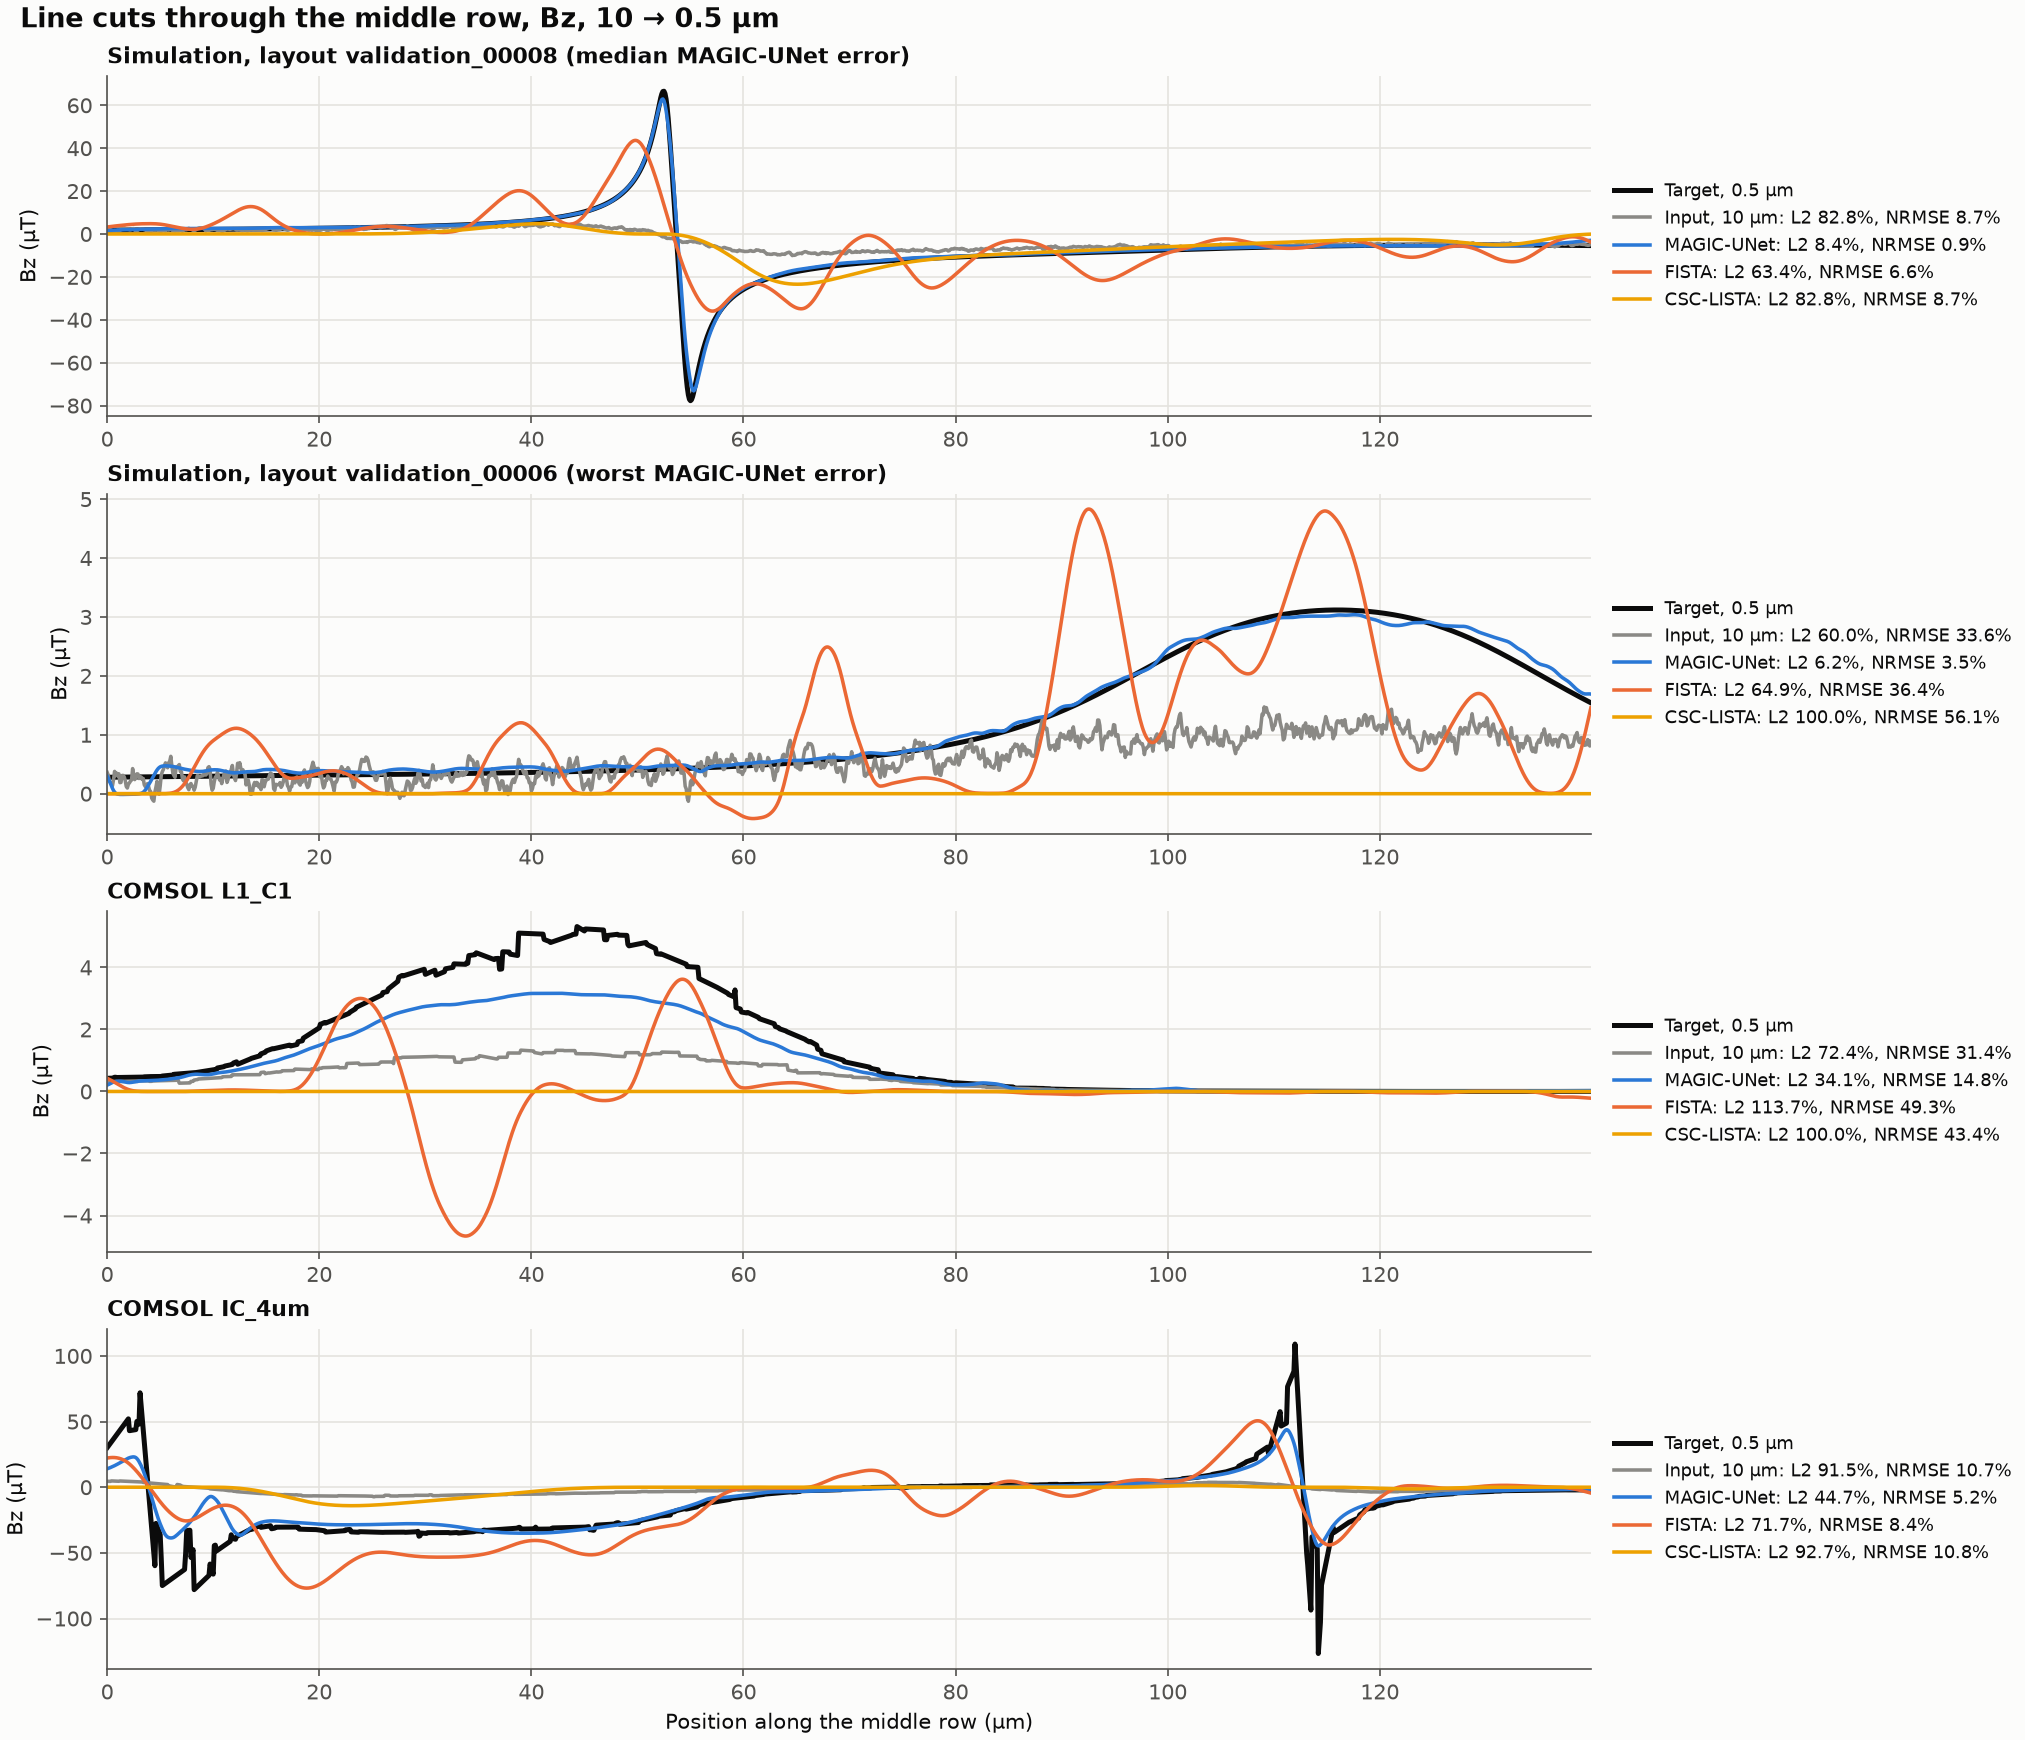 Line cuts through the middle row, Bz, 10 → 0.5 µm
Simulation, layout validation_00008 (median MAGIC-UNet error)
Bz (µT)
60
40
20
0
−20
−40
−60
−80
0 20 40 60 80 100 120
Target, 0.5 µm
Input, 10 µm: L2 82.8%, NRMSE 8.7%
MAGIC-UNet: L2 8.4%, NRMSE 0.9%
FISTA: L2 63.4%, NRMSE 6.6%
CSC-LISTA: L2 82.8%, NRMSE 8.7%
Simulation, layout validation_00006 (worst MAGIC-UNet error)
Bz (µT)
5
4
3
2
1
0
0 20 40 60 80 100 120
Target, 0.5 µm
Input, 10 µm: L2 60.0%, NRMSE 33.6%
MAGIC-UNet: L2 6.2%, NRMSE 3.5%
FISTA: L2 64.9%, NRMSE 36.4%
CSC-LISTA: L2 100.0%, NRMSE 56.1%
COMSOL L1_C1
Bz (µT)
4
2
0
−2
−4
0 20 40 60 80 100 120
Target, 0.5 µm
Input, 10 µm: L2 72.4%, NRMSE 31.4%
MAGIC-UNet: L2 34.1%, NRMSE 14.8%
FISTA: L2 113.7%, NRMSE 49.3%
CSC-LISTA: L2 100.0%, NRMSE 43.4%
COMSOL IC_4um
Bz (µT)
100
50
0
−50
−100
0 20 40 60 80 100 120
Position along the middle row (µm)
Target, 0.5 µm
Input, 10 µm: L2 91.5%, NRMSE 10.7%
MAGIC-UNet: L2 44.7%, NRMSE 5.2%
FISTA: L2 71.7%, NRMSE 8.4%
CSC-LISTA: L2 92.7%, NRMSE 10.8%